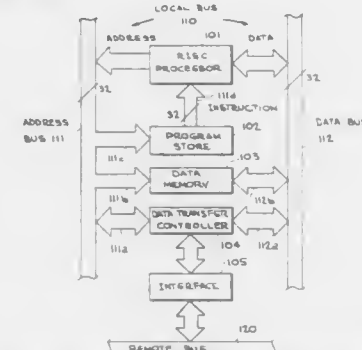 LOCAL BUS
110
ADDRESS
101
DATA
RISC
PROCESSOR
32
32
111d
INSTRUCTION
32
ADDRESS
BUS 111
102
PROGRAM
STORE
DATA BUS
112
111c
103
DATA
MEMORY
111b
112b
DATA TRANSFER
CONTROLLER
111a
104
112a
105
INTERFACE
120
REMOTE BUS